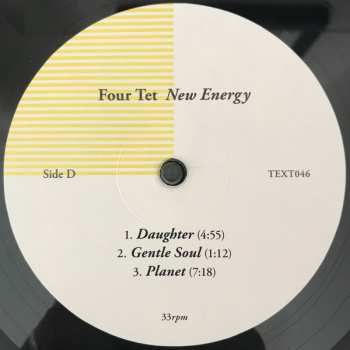 Four Tet New Energy
Side D
TEXT046
1. Daughter (4:55)
2. Gentle Soul (1:12)
3. Planet (7:18)
33rpm